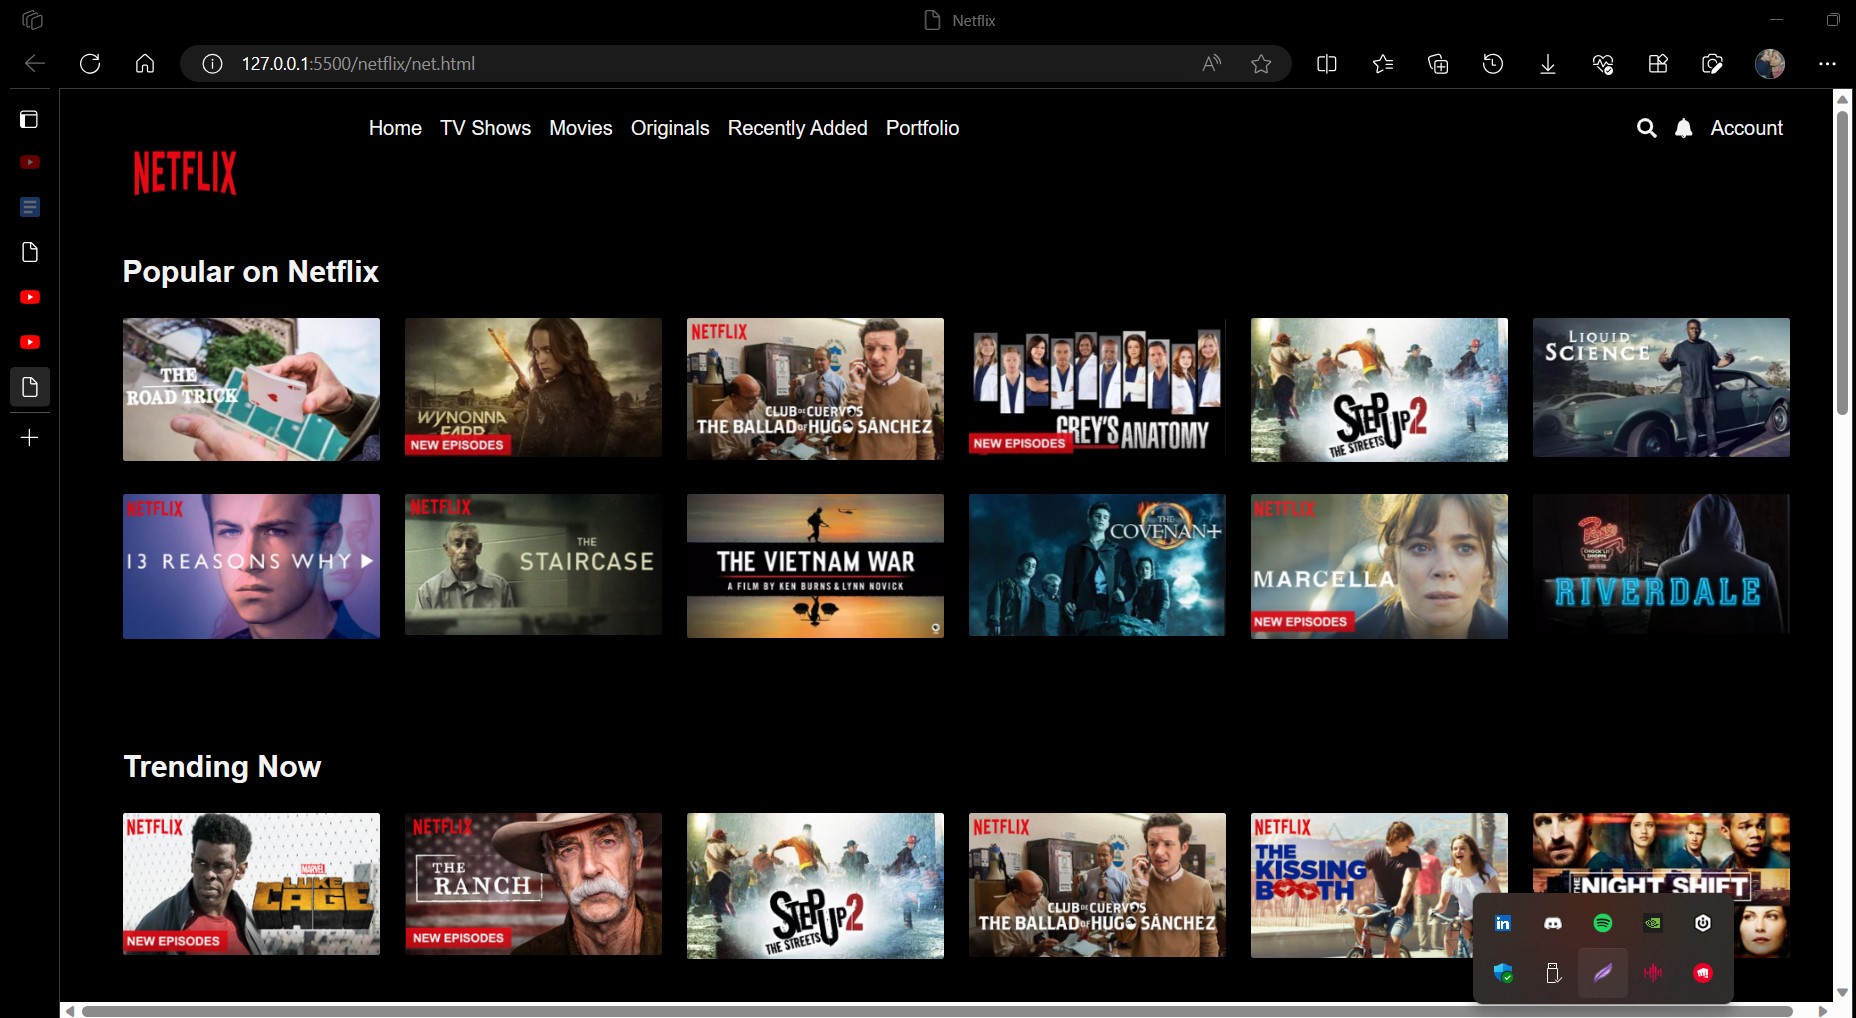 Netflix
127.0.0.1:5500/netflix/net.html
Home TV Shows Movies Originals Recently Added Portfolio
Account
NETFLIX
Popular on Netflix
THE
ROAD TRICK
WYNONNA
EARP
NEW EPISODES
NETFLIX
CLUB DE CUERVOS
THE BALLAD OF HUGO SÁNCHEZ
NEW EPISODES
GREY'S ANATOMY
STEP UP 2
THE STREETS
LIQUID
SCIENCE
NETFLIX
13 REASONS WHY
NETFLIX
THE
STAIRCASE
THE VIETNAM WAR
A FILM BY KEN BURNS & LYNN NOVICK
THE
COVENANT
NETFLIX
MARCELLA
NEW EPISODES
RIVERDALE
Trending Now
NETFLIX
MARVEL
LUKE
CAGE
NEW EPISODES
NETFLIX
THE
RANCH
NEW EPISODES
STEP UP 2
THE STREETS
NETFLIX
CLUB DE CUERVOS
THE BALLAD OF HUGO SÁNCHEZ
NETFLIX
THE
KISSING
BOOTH
THE
NIGHT SHIFT
in